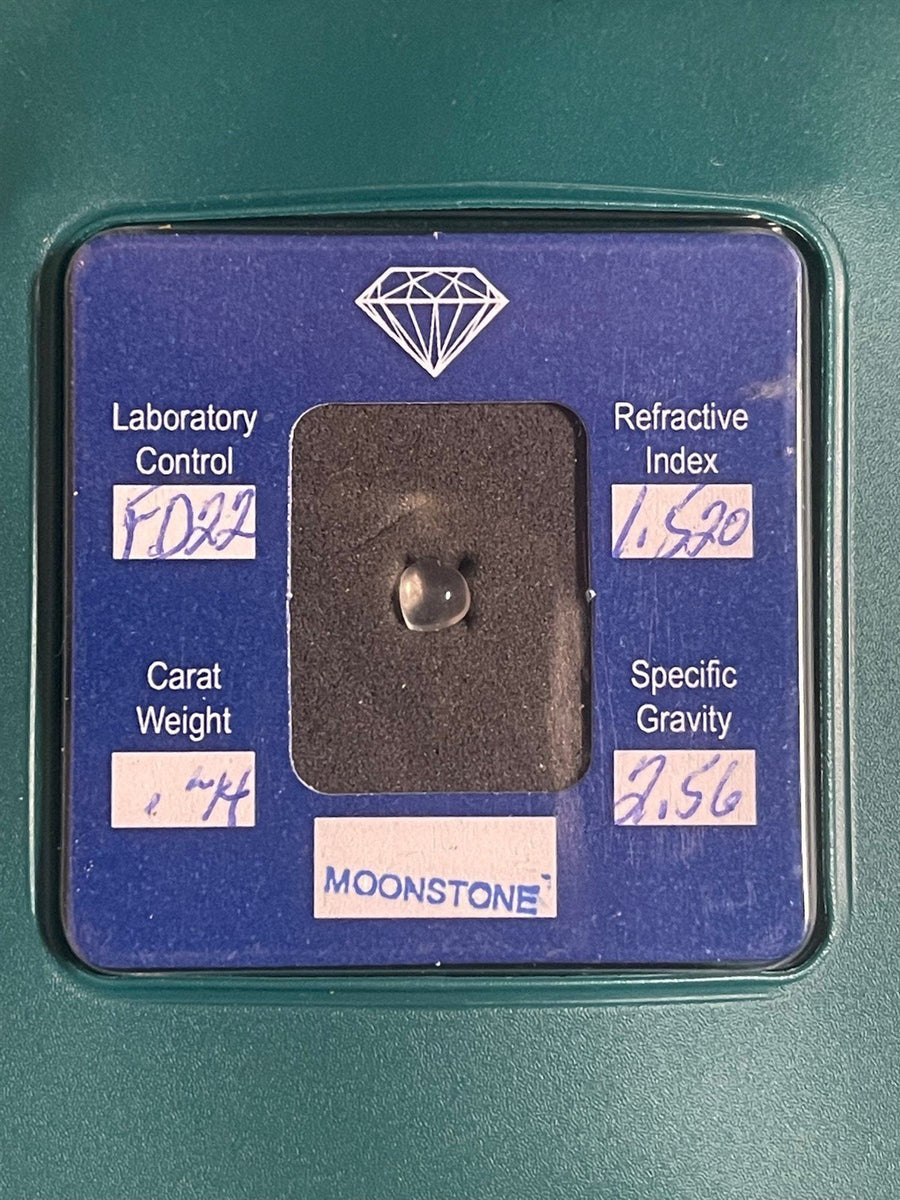 Laboratory
Control
FD22
Refractive
Index
1.520
Carat
Weight
Specific
Gravity
2.56
MOONSTONE